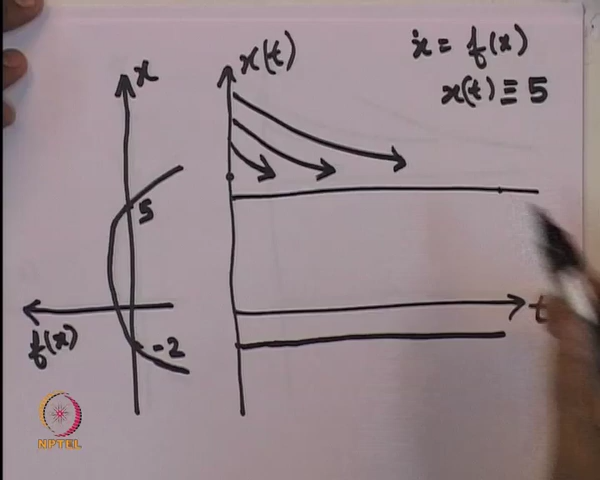 ẋ = f(x)
x(t) ≡ 5
x
x(t)
5
f(x)
-2
t
NPTEL